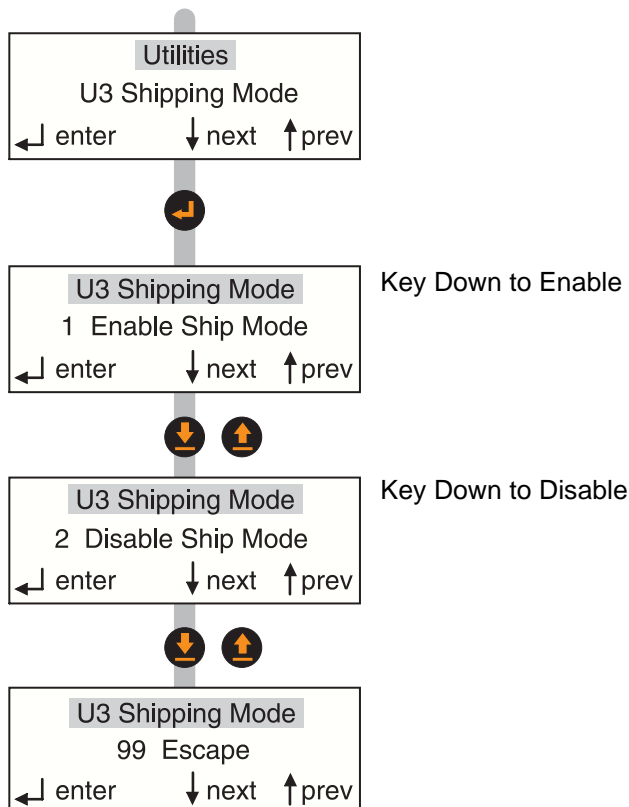 Utilities
U3 Shipping Mode
enter next prev
U3 Shipping Mode
1 Enable Ship Mode
enter next prev
Key Down to Enable
U3 Shipping Mode
2 Disable Ship Mode
enter next prev
Key Down to Disable
U3 Shipping Mode
99 Escape
enter next prev